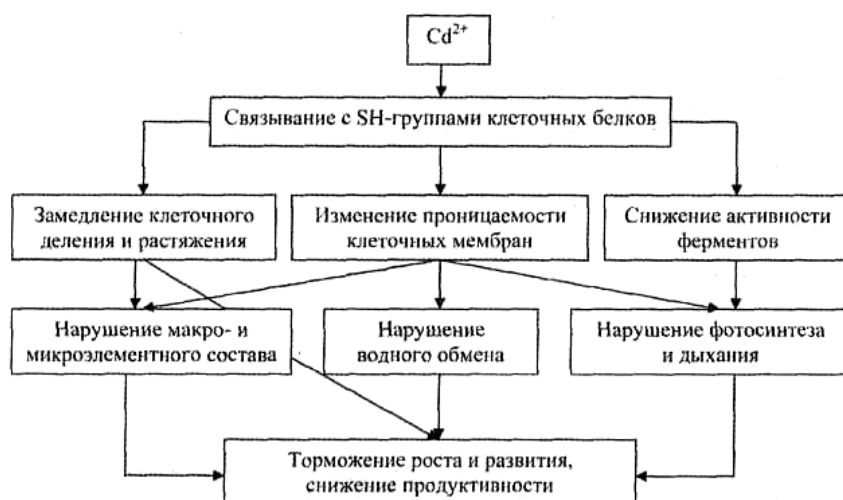 Cd²⁺
Связывание с SH-группами клеточных белков
Замедление клеточного
деления и растяжения
Изменение проницаемости
клеточных мембран
Снижение активности
ферментов
Нарушение макро- и
микроэлементного состава
Нарушение
водного обмена
Нарушение фотосинтеза
и дыхания
Торможение роста и развития,
снижение продуктивности